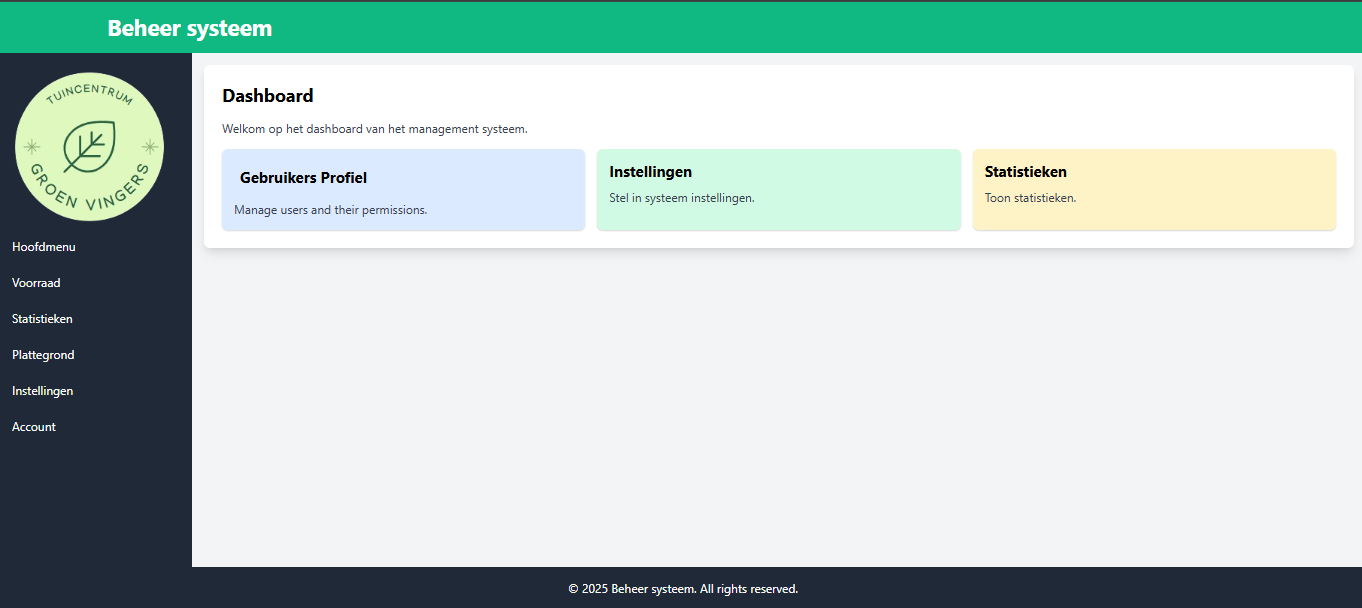 Beheer systeem
TUINCENTRUM
GROEN VINGERS
Hoofdmenu
Voorraad
Statistieken
Plattegrond
Instellingen
Account
Dashboard
Welkom op het dashboard van het management systeem.
Gebruikers Profiel
Manage users and their permissions.
Instellingen
Stel in systeem instellingen.
Statistieken
Toon statistieken.
© 2025 Beheer systeem. All rights reserved.